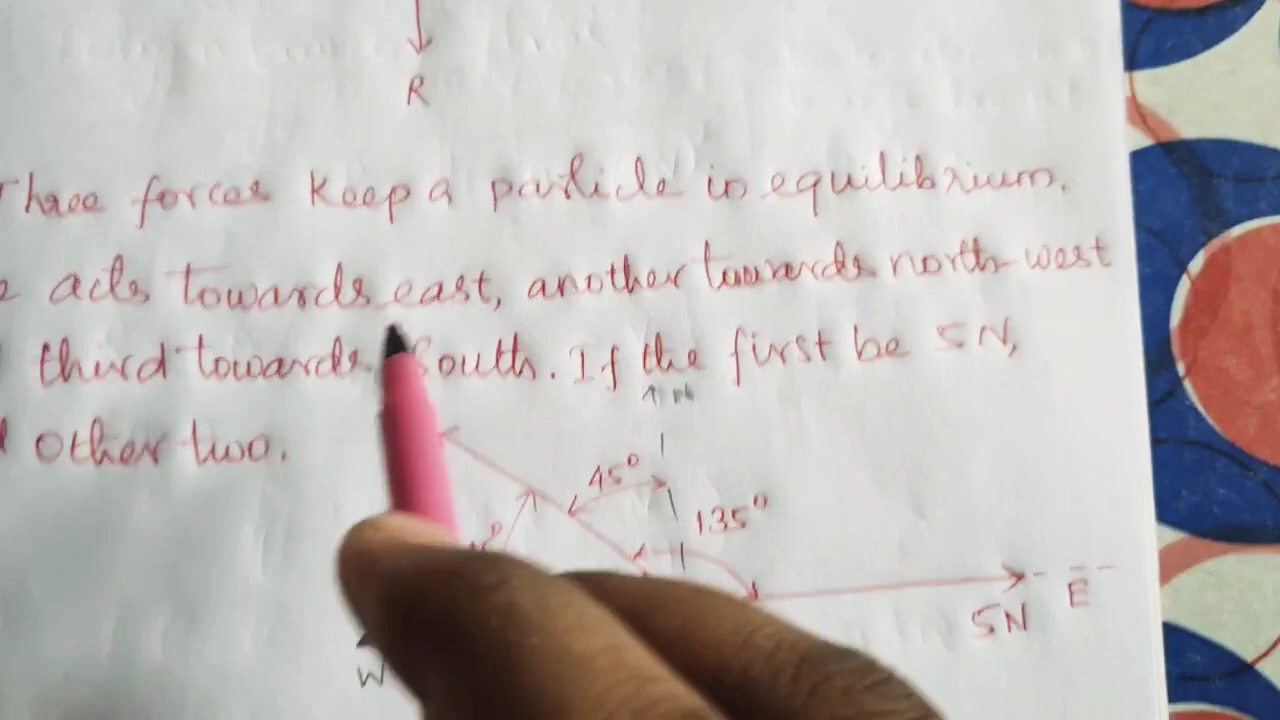 R
Three forces keep a particle in equilibrium.
acts towards east, another towards north-west
third towards South. If the first be 5N,
other two.
N
45°
135°
5N
E
W